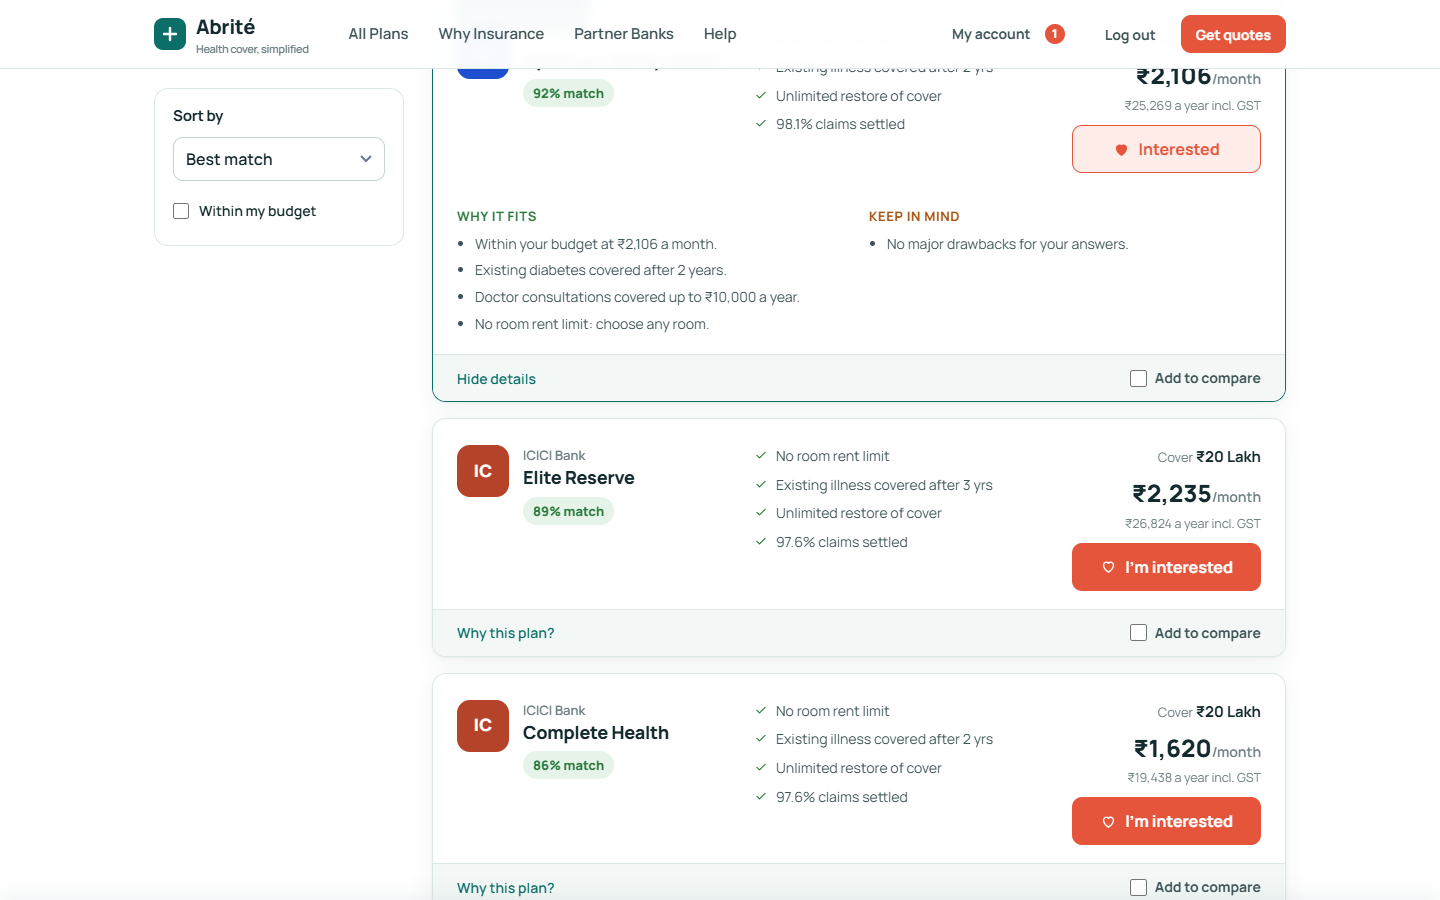 Abrité
Health cover, simplified
All Plans
Why Insurance
Partner Banks
Help
My account
1
Log out
Get quotes
Sort by
Best match
Within my budget
92% match
Existing illness covered after 2 yrs
Unlimited restore of cover
98.1% claims settled
₹2,106/month
₹25,269 a year incl. GST
Interested
WHY IT FITS
Within your budget at ₹2,106 a month.
Existing diabetes covered after 2 years.
Doctor consultations covered up to ₹10,000 a year.
No room rent limit: choose any room.
KEEP IN MIND
No major drawbacks for your answers.
Hide details
Add to compare
IC
ICICI Bank
Elite Reserve
89% match
No room rent limit
Existing illness covered after 3 yrs
Unlimited restore of cover
97.6% claims settled
Cover ₹20 Lakh
₹2,235/month
₹26,824 a year incl. GST
I'm interested
Why this plan?
Add to compare
IC
ICICI Bank
Complete Health
86% match
No room rent limit
Existing illness covered after 2 yrs
Unlimited restore of cover
97.6% claims settled
Cover ₹20 Lakh
₹1,620/month
₹19,438 a year incl. GST
I'm interested
Why this plan?
Add to compare